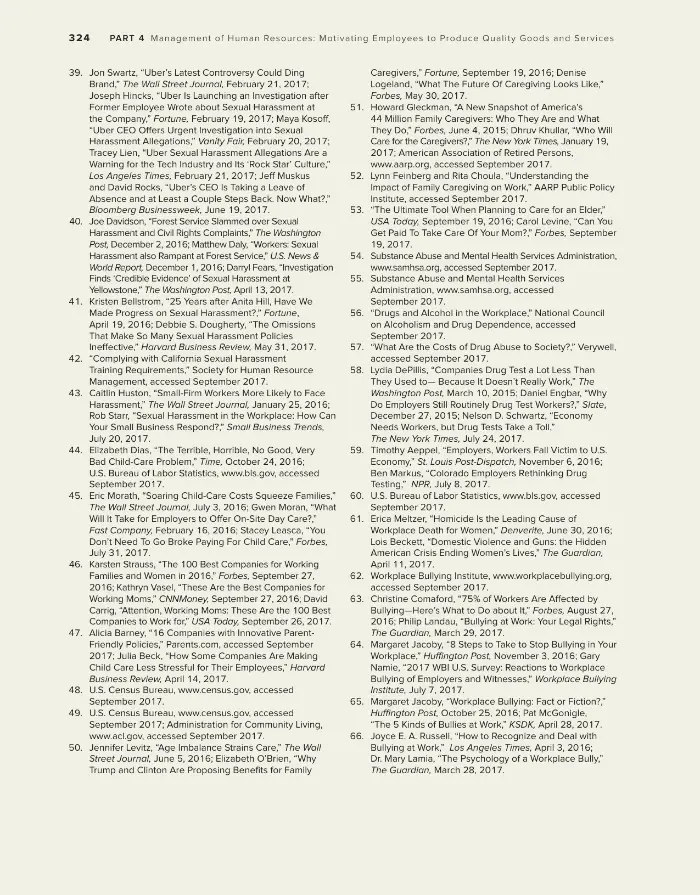 324 PART 4 Management of Human Resources: Motivating Employees to Produce Quality Goods and Services
39. Jon Swartz, “Uber’s Latest Controversy Could Ding
Brand,” The Wall Street Journal, February 21, 2017;
Joseph Hincks, “Uber Is Launching an Investigation after
Former Employee Wrote about Sexual Harassment at
the Company,” Fortune, February 19, 2017; Maya Kosoff,
“Uber CEO Offers Urgent Investigation into Sexual
Harassment Allegations,” Vanity Fair, February 20, 2017;
Tracey Lien, “Uber Sexual Harassment Allegations Are a
Warning for the Tech Industry and Its ‘Rock Star’ Culture,”
Los Angeles Times, February 21, 2017; Jeff Muskus
and David Rocks, “Uber’s CEO Is Taking a Leave of
Absence and at Least a Couple Steps Back. Now What?,”
Bloomberg Businessweek, June 19, 2017.
40. Joe Davidson, “Forest Service Slammed over Sexual
Harassment and Civil Rights Complaints,” The Washington
Post, December 2, 2016; Matthew Daly, “Workers: Sexual
Harassment also Rampant at Forest Service,” U.S. News &
World Report, December 1, 2016; Darryl Fears, “Investigation
Finds ‘Credible Evidence’ of Sexual Harassment at
Yellowstone,” The Washington Post, April 13, 2017.
41. Kristen Bellstrom, “25 Years after Anita Hill, Have We
Made Progress on Sexual Harassment?,” Fortune,
April 19, 2016; Debbie S. Dougherty, “The Omissions
That Make So Many Sexual Harassment Policies
Ineffective,” Harvard Business Review, May 31, 2017.
42. “Complying with California Sexual Harassment
Training Requirements,” Society for Human Resource
Management, accessed September 2017.
43. Caitlin Huston, “Small-Firm Workers More Likely to Face
Harassment,” The Wall Street Journal, January 25, 2016;
Rob Starr, “Sexual Harassment in the Workplace: How Can
Your Small Business Respond?,” Small Business Trends,
July 20, 2017.
44. Elizabeth Dias, “The Terrible, Horrible, No Good, Very
Bad Child-Care Problem,” Time, October 24, 2016;
U.S. Bureau of Labor Statistics, www.bls.gov, accessed
September 2017.
45. Eric Morath, “Soaring Child-Care Costs Squeeze Families,”
The Wall Street Journal, July 3, 2016; Gwen Moran, “What
Will It Take for Employers to Offer On-Site Day Care?,”
Fast Company, February 16, 2016; Stacey Leasca, “You
Don’t Need To Go Broke Paying For Child Care,” Forbes,
July 31, 2017.
46. Karsten Strauss, “The 100 Best Companies for Working
Families and Women in 2016,” Forbes, September 27,
2016; Kathryn Vasel, “These Are the Best Companies for
Working Moms,” CNNMoney, September 27, 2016; David
Carrig, “Attention, Working Moms: These Are the 100 Best
Companies to Work for,” USA Today, September 26, 2017.
47. Alicia Barney, “16 Companies with Innovative Parent-
Friendly Policies,” Parents.com, accessed September
2017; Julia Beck, “How Some Companies Are Making
Child Care Less Stressful for Their Employees,” Harvard
Business Review, April 14, 2017.
48. U.S. Census Bureau, www.census.gov, accessed
September 2017.
49. U.S. Census Bureau, www.census.gov, accessed
September 2017; Administration for Community Living,
www.acl.gov, accessed September 2017.
50. Jennifer Levitz, “Age Imbalance Strains Care,” The Wall
Street Journal, June 5, 2016; Elizabeth O’Brien, “Why
Trump and Clinton Are Proposing Benefits for Family
Caregivers,” Fortune, September 19, 2016; Denise
Logeland, “What The Future Of Caregiving Looks Like,”
Forbes, May 30, 2017.
51. Howard Gleckman, “A New Snapshot of America’s
44 Million Family Caregivers: Who They Are and What
They Do,” Forbes, June 4, 2015; Dhruv Khullar, “Who Will
Care for the Caregivers?,” The New York Times, January 19,
2017; American Association of Retired Persons,
www.aarp.org, accessed September 2017.
52. Lynn Feinberg and Rita Choula, “Understanding the
Impact of Family Caregiving on Work,” AARP Public Policy
Institute, accessed September 2017.
53. “The Ultimate Tool When Planning to Care for an Elder,”
USA Today, September 19, 2016; Carol Levine, “Can You
Get Paid To Take Care Of Your Mom?,” Forbes, September
19, 2017.
54. Substance Abuse and Mental Health Services Administration,
www.samhsa.org, accessed September 2017.
55. Substance Abuse and Mental Health Services
Administration, www.samhsa.org, accessed
September 2017.
56. “Drugs and Alcohol in the Workplace,” National Council
on Alcoholism and Drug Dependence, accessed
September 2017.
57. “What Are the Costs of Drug Abuse to Society?,” Verywell,
accessed September 2017.
58. Lydia DePillis, “Companies Drug Test a Lot Less Than
They Used to— Because It Doesn’t Really Work,” The
Washington Post, March 10, 2015; Daniel Engbar, “Why
Do Employers Still Routinely Drug Test Workers?,” Slate,
December 27, 2015; Nelson D. Schwartz, “Economy
Needs Workers, but Drug Tests Take a Toll.”
The New York Times, July 24, 2017.
59. Timothy Aeppel, “Employers, Workers Fall Victim to U.S.
Economy,” St. Louis Post-Dispatch, November 6, 2016;
Ben Markus, “Colorado Employers Rethinking Drug
Testing,” NPR, July 8, 2017.
60. U.S. Bureau of Labor Statistics, www.bls.gov, accessed
September 2017.
61. Erica Meltzer, “Homicide Is the Leading Cause of
Workplace Death for Women,” Denverite, June 30, 2016;
Lois Beckett, “Domestic Violence and Guns: the Hidden
American Crisis Ending Women’s Lives,” The Guardian,
April 11, 2017.
62. Workplace Bullying Institute, www.workplacebullying.org,
accessed September 2017.
63. Christine Comaford, “75% of Workers Are Affected by
Bullying—Here’s What to Do about It,” Forbes, August 27,
2016; Philip Landau, “Bullying at Work: Your Legal Rights,”
The Guardian, March 29, 2017.
64. Margaret Jacoby, “8 Steps to Take to Stop Bullying in Your
Workplace,” Huffington Post, November 3, 2016; Gary
Namie, “2017 WBI U.S. Survey: Reactions to Workplace
Bullying of Employers and Witnesses,” Workplace Bullying
Institute, July 7, 2017.
65. Margaret Jacoby, “Workplace Bullying: Fact or Fiction?,”
Huffington Post, October 25, 2016; Pat McGonigle,
“The 5 Kinds of Bullies at Work,” KSDK, April 28, 2017.
66. Joyce E. A. Russell, “How to Recognize and Deal with
Bullying at Work,” Los Angeles Times, April 3, 2016;
Dr. Mary Lamia, “The Psychology of a Workplace Bully,”
The Guardian, March 28, 2017.